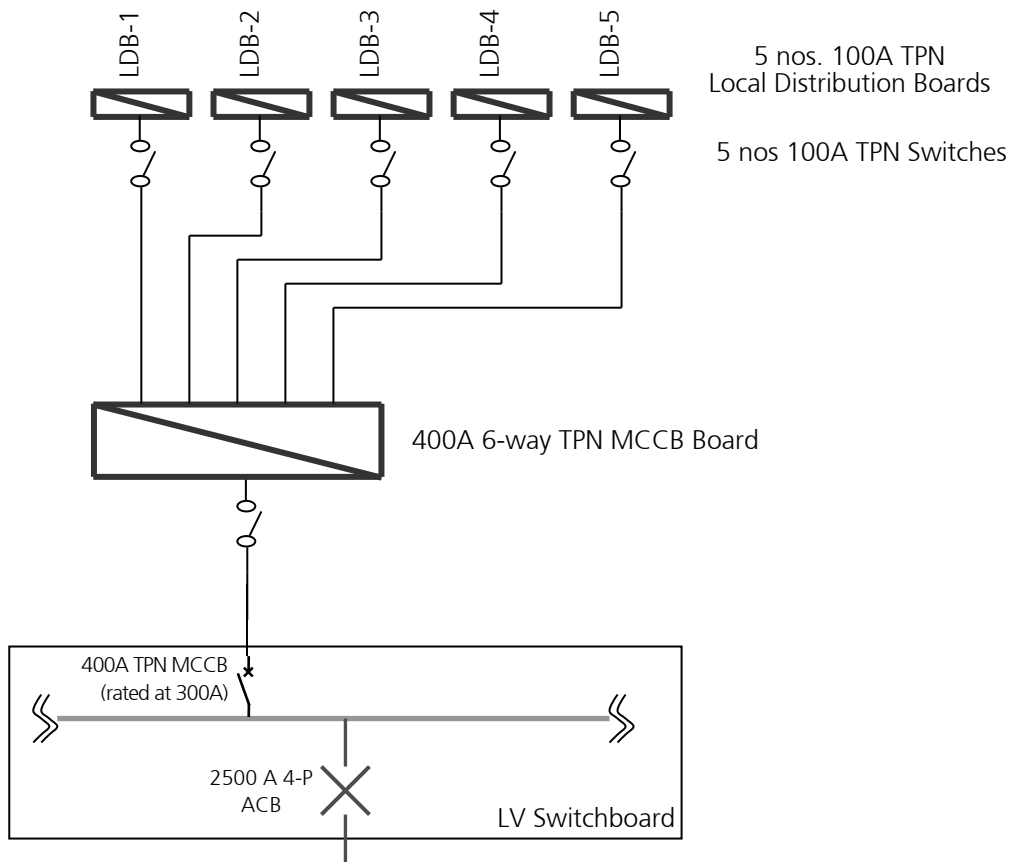 LDB-1
LDB-2
LDB-3
LDB-4
LDB-5
5 nos. 100A TPN
Local Distribution Boards
5 nos 100A TPN Switches
400A 6-way TPN MCCB Board
400A TPN MCCB
(rated at 300A)
2500 A 4-P
ACB
LV Switchboard